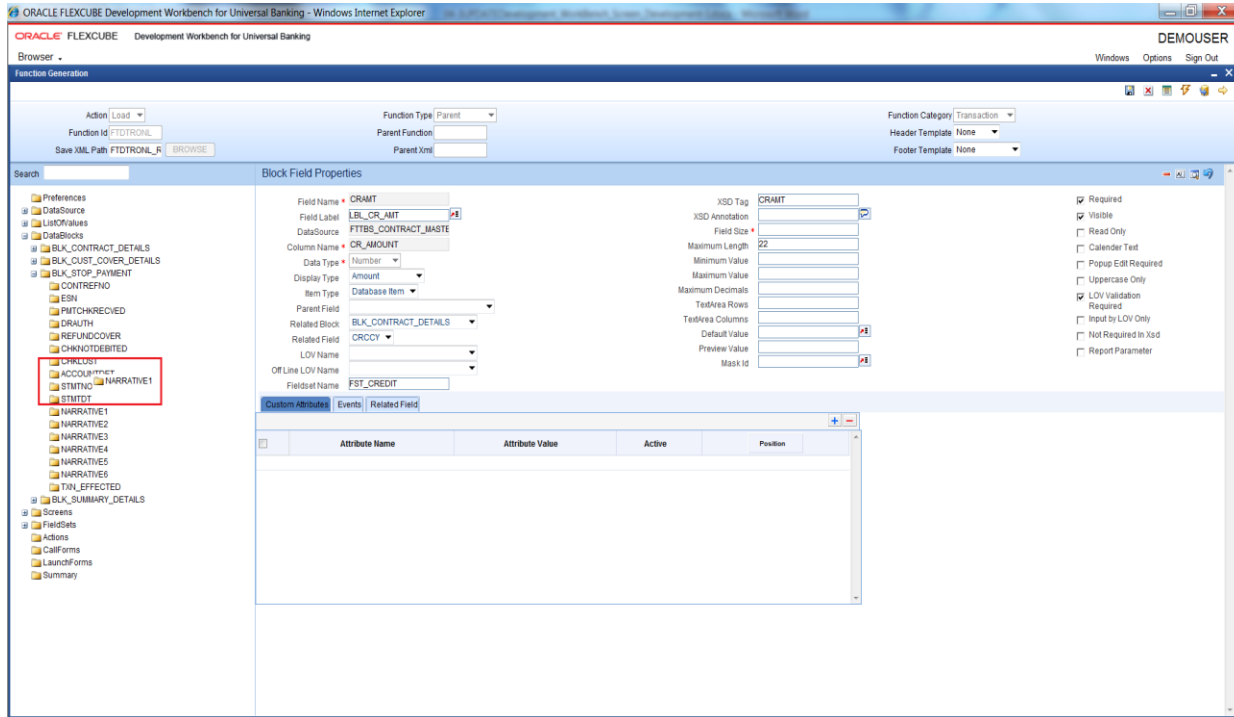 ORACLE FLEXCUBE Development Workbench for Universal Banking - Windows Internet Explorer
ORACLE FLEXCUBE Development Workbench for Universal Banking
DEMOUSER
Browser
Windows Options Sign Out
Function Generation
Action Load
Function Type Parent
Function Category Transaction
Function Id FTDTRONL
Parent Function
Header Template None
Save XML Path FTDTRONL_R BROWSE
Parent Xml
Footer Template None
Search
Block Field Properties
Preferences
DataSource
ListOfValues
DataBlocks
BLK_CONTRACT_DETAILS
BLK_CUST_COVER_DETAILS
BLK_STOP_PAYMENT
CONTREFNO
ESN
PMTCHKRECVED
DRAUTH
REFUNDCOVER
CHKNOTDEBITED
CHKLOST
ACCOUNTDET
STMTNO
NARRATIVE1
STMTDT
NARRATIVE1
NARRATIVE2
NARRATIVE3
NARRATIVE4
NARRATIVE5
NARRATIVE6
TXN_EFFECTED
BLK_SUMMARY_DETAILS
Screens
FieldSets
Actions
CallForms
LaunchForms
Summary
Field Name * CRAMT
Field Label LBL_CR_AMT
DataSource FTTBS_CONTRACT_MASTE
Column Name * CR_AMOUNT
Data Type * Number
Display Type Amount
Item Type Database Item
Parent Field
Related Block BLK_CONTRACT_DETAILS
Related Field CRCCY
LOV Name
Off Line LOV Name
Fieldset Name FST_CREDIT
XSD Tag CRAMT
XSD Annotation
Field Size *
Maximum Length 22
Minimum Value
Maximum Value
Maximum Decimals
TextArea Rows
TextArea Columns
Default Value
Preview Value
Mask Id
Required
Visible
Read Only
Calender Text
Popup Edit Required
Uppercase Only
LOV Validation
Required
Input by LOV Only
Not Required In Xsd
Report Parameter
Custom Attributes Events Related Field
Attribute Name Attribute Value Active Position